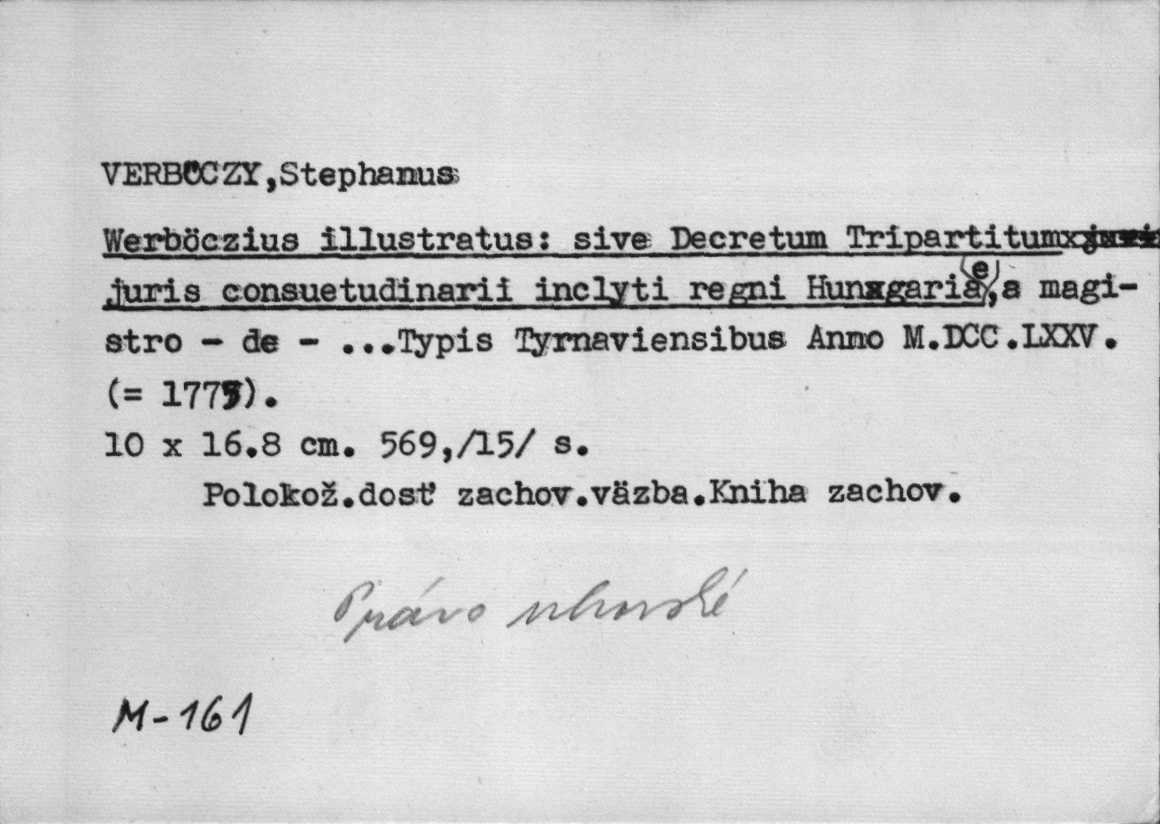 VERBÖCZY,Stephanus
Werböczius illustratus: sive Decretum Tripartitum
juris consuetudinarii inclyti regni Hungariae,a magi-
stro - de - ...Typis Tyrnaviensibus Anno M.DCC.LXXV.
(= 1775).
10 x 16.8 cm. 569,/15/ s.
Polokož.dosť zachov.väzba.Kniha zachov.
Právo uhorské
M-161